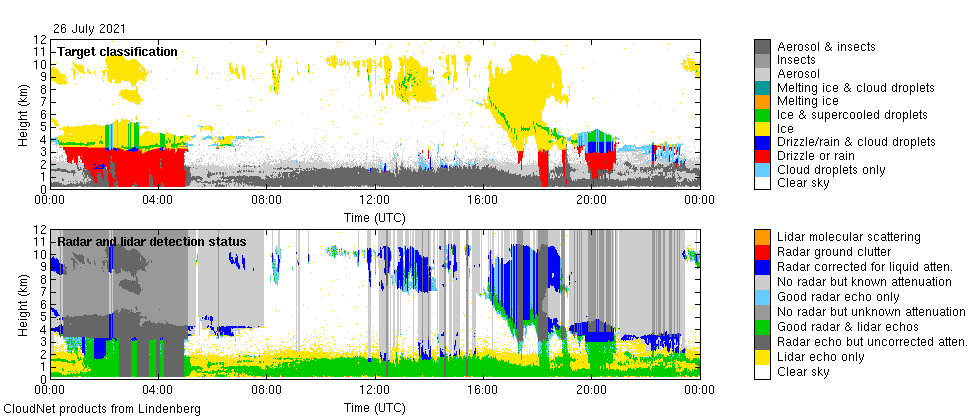 26 July 2021
12
11
10
9
8
7
6
5
4
3
2
1
0
Height (km)
Target classification
00:00 04:00 08:00 12:00 16:00 20:00 00:00
Time (UTC)
Aerosol & insects
Insects
Aerosol
Melting ice & cloud droplets
Melting ice
Ice & supercooled droplets
Ice
Drizzle/rain & cloud droplets
Drizzle or rain
Cloud droplets only
Clear sky
12
11
10
9
8
7
6
5
4
3
2
1
0
Height (km)
Radar and lidar detection status
00:00 04:00 08:00 12:00 16:00 20:00 00:00
Time (UTC)
Lidar molecular scattering
Radar ground clutter
Radar corrected for liquid atten.
No radar but known attenuation
Good radar echo only
No radar but unknown attenuation
Good radar & lidar echos
Radar echo but uncorrected atten.
Lidar echo only
Clear sky
CloudNet products from Lindenberg